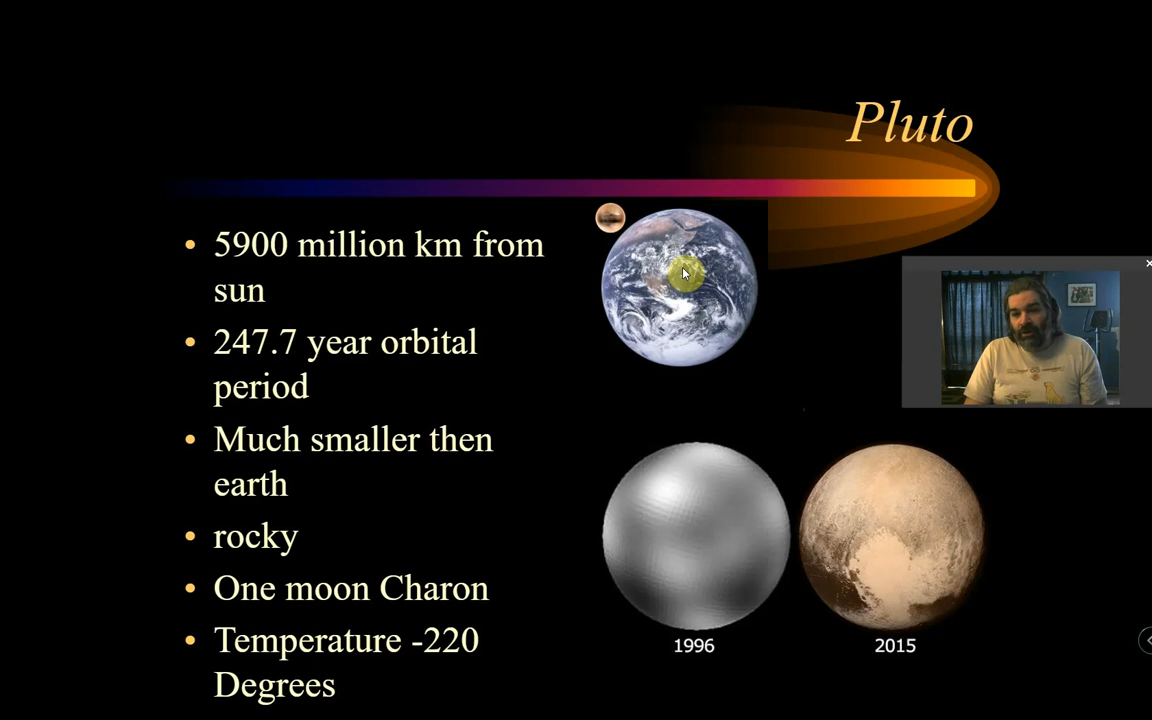 Pluto
• 5900 million km from
sun
• 247.7 year orbital
period
• Much smaller then
earth
• rocky
• One moon Charon
• Temperature -220
Degrees
1996
2015